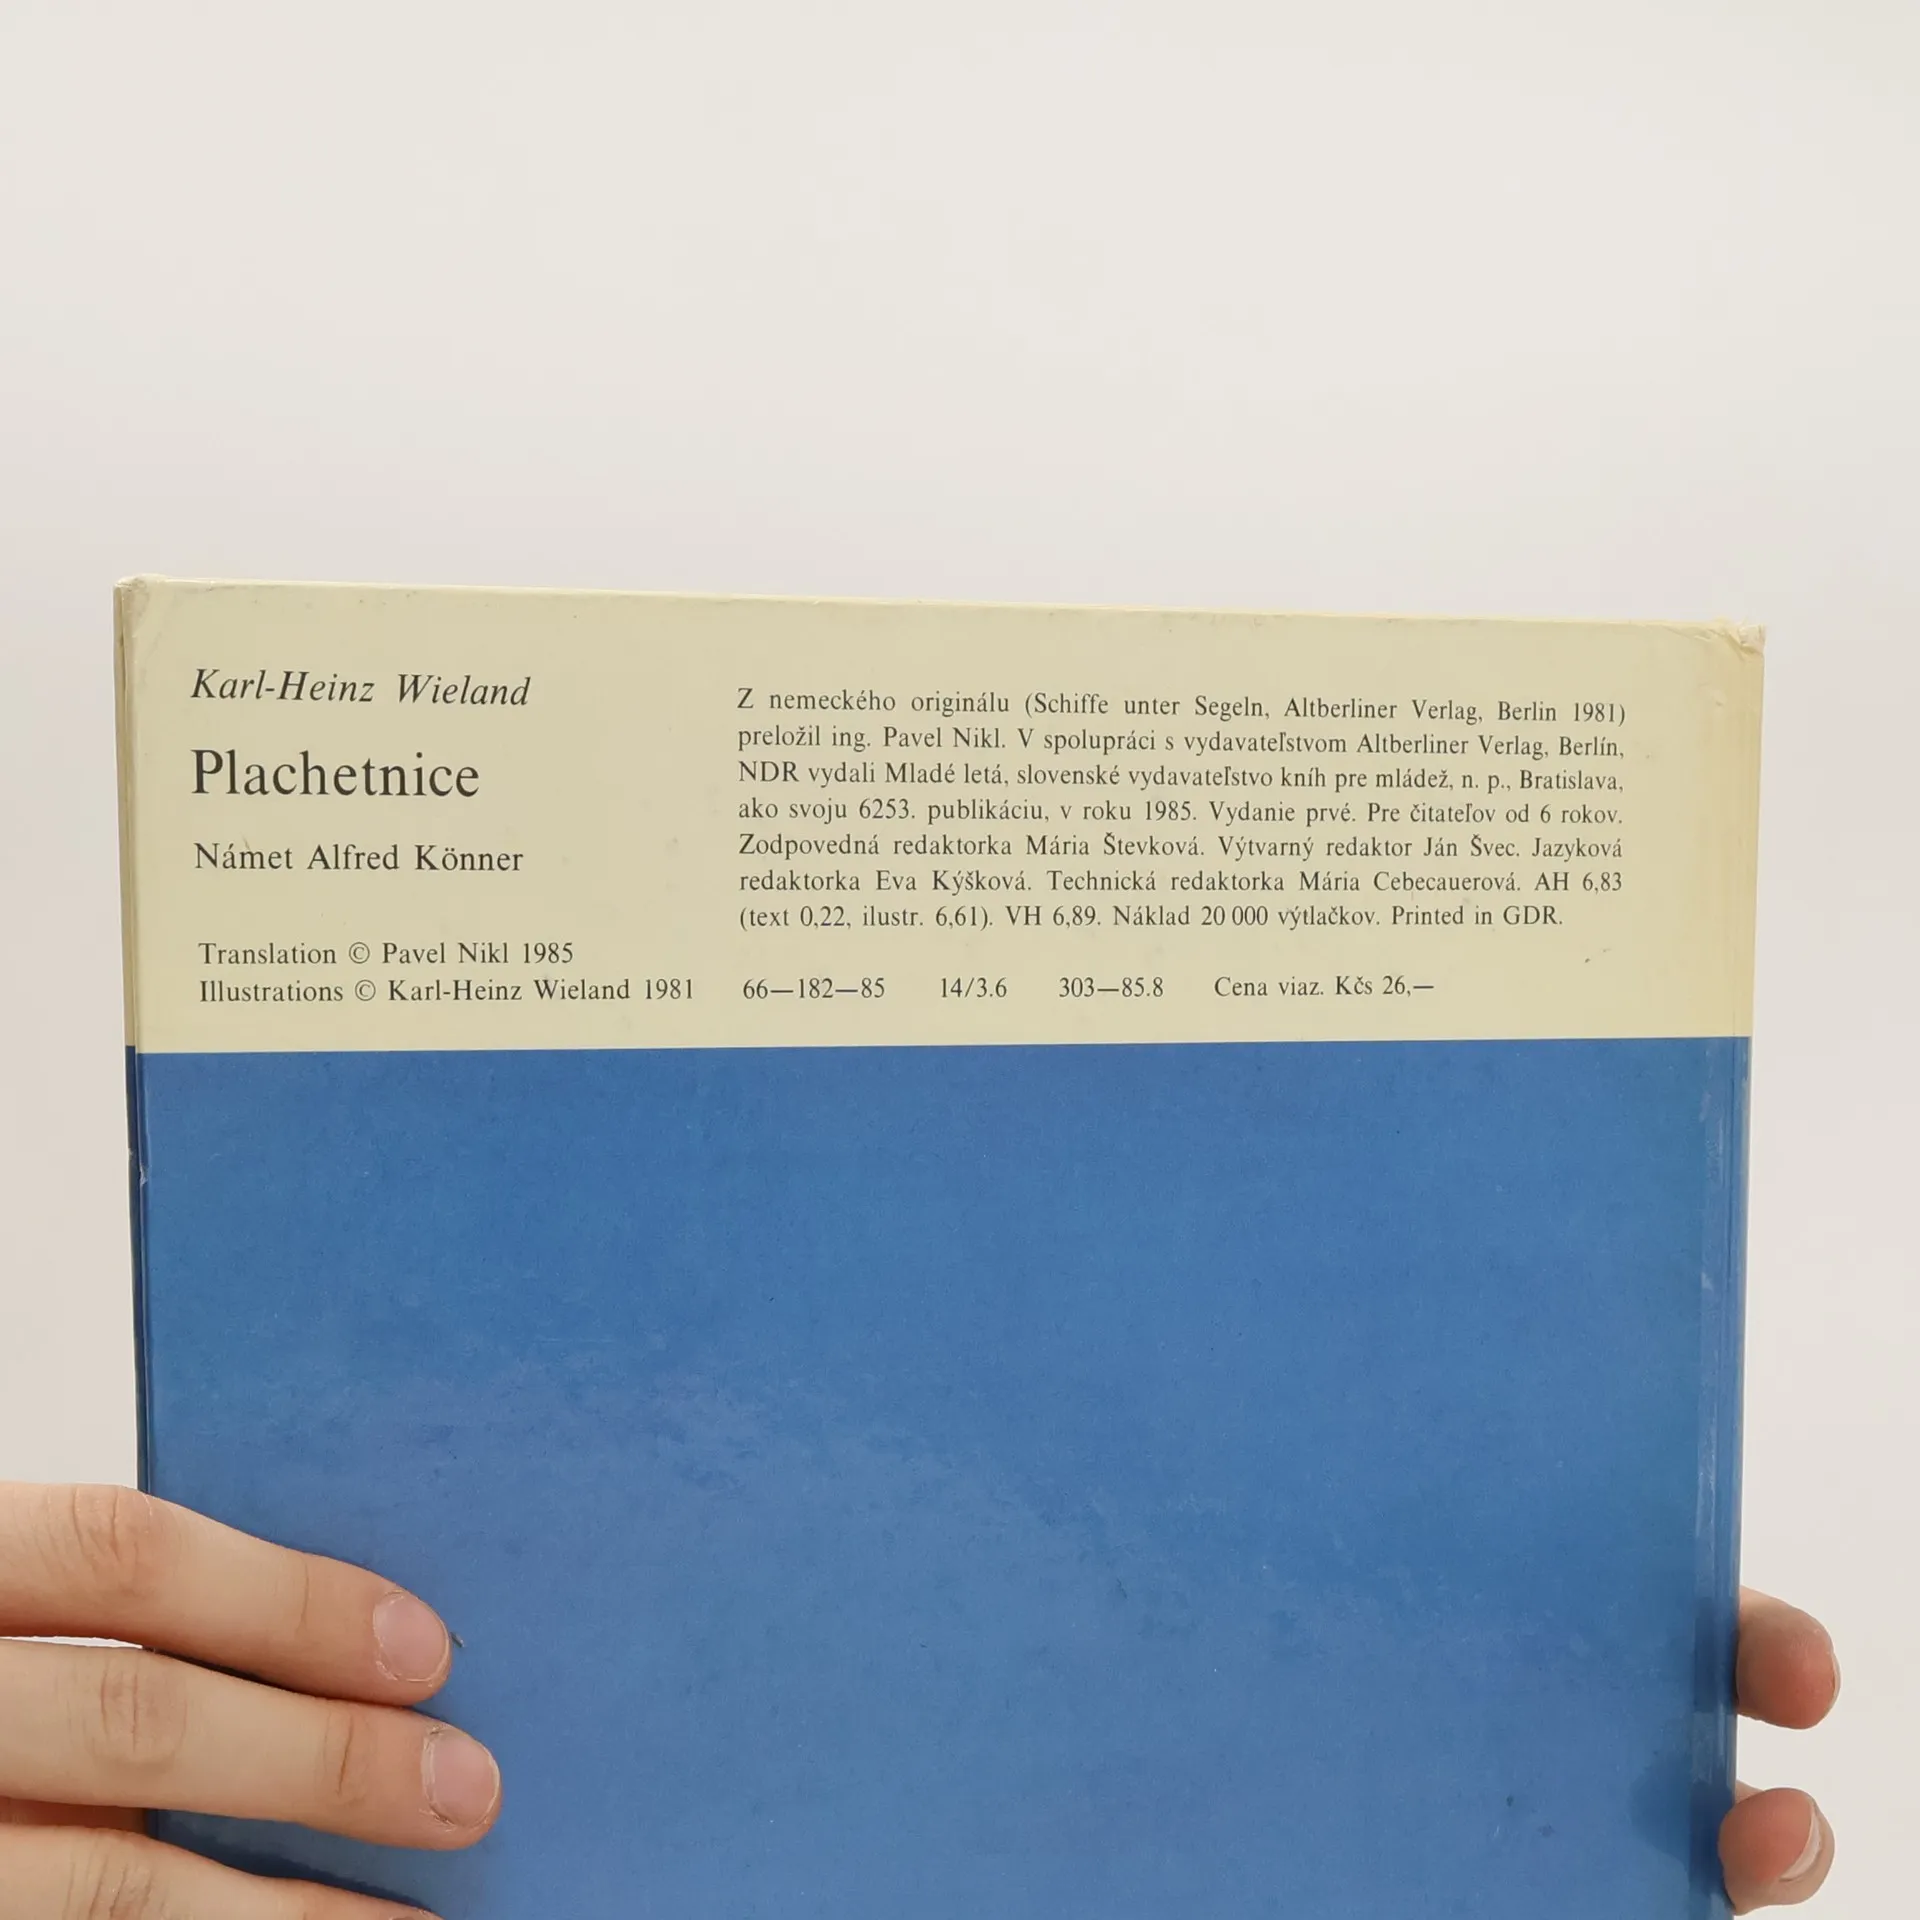 Karl-Heinz Wieland
Plachetnice
Námet Alfred Könner
Translation © Pavel Nikl 1985
Illustrations © Karl-Heinz Wieland 1981
Z nemeckého originálu (Schiffe unter Segeln, Altberliner Verlag, Berlin 1981)
preložil ing. Pavel Nikl. V spolupráci s vydavateľstvom Altberliner Verlag, Berlín,
NDR vydali Mladé letá, slovenské vydavateľstvo kníh pre mládež, n. p., Bratislava,
ako svoju 6253. publikáciu, v roku 1985. Vydanie prvé. Pre čitateľov od 6 rokov.
Zodpovedná redaktorka Mária Števková. Výtvarný redaktor Ján Švec. Jazyková
redaktorka Eva Kýšková. Technická redaktorka Mária Cebecauerová. AH 6,83
(text 0,22, ilustr. 6,61). VH 6,89. Náklad 20 000 výtlačkov. Printed in GDR.
66—182—85 14/3.6 303—85.8 Cena viaz. Kčs 26,—